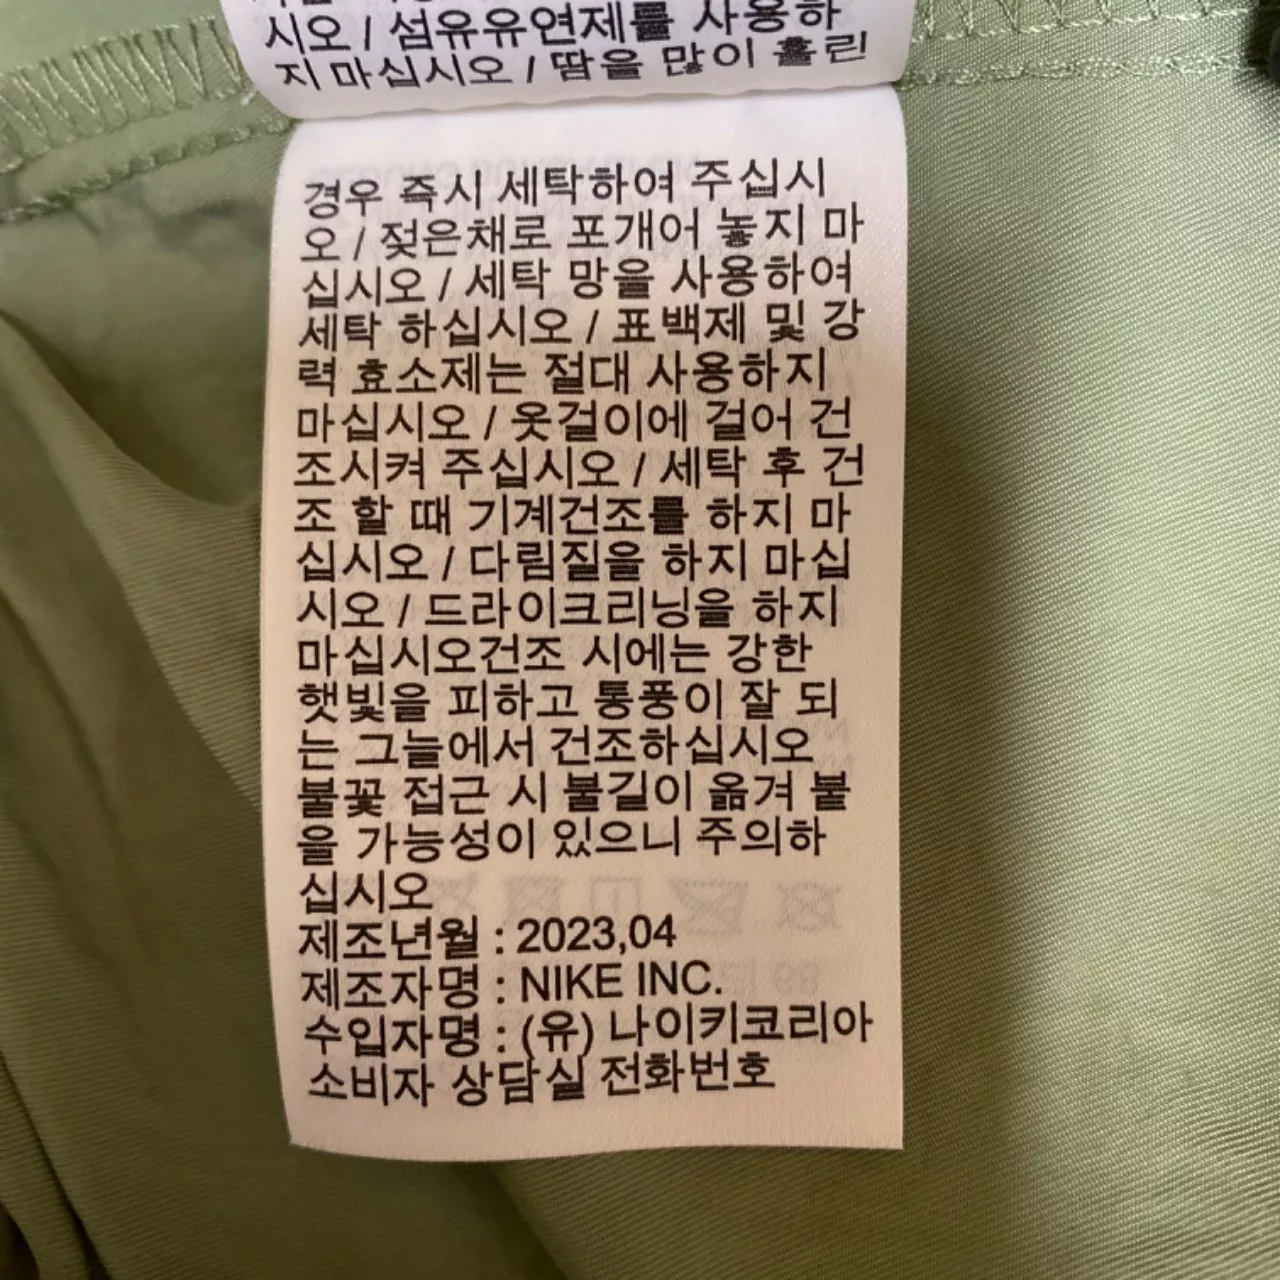 시오 / 섬유유연제를 사용하
지 마십시오 / 땀을 많이 흘린
경우 즉시 세탁하여 주십시
오 / 젖은채로 포개어 놓지 마
십시오 / 세탁 망을 사용하여
세탁 하십시오 / 표백제 및 강
력 효소제는 절대 사용하지
마십시오 / 옷걸이에 걸어 건
조시켜 주십시오 / 세탁 후 건
조 할 때 기계건조를 하지 마
십시오 / 다림질을 하지 마십
시오 / 드라이크리닝을 하지
마십시오건조 시에는 강한
햇빛을 피하고 통풍이 잘 되
는 그늘에서 건조하십시오
불꽃 접근 시 불길이 옮겨 붙
을 가능성이 있으니 주의하
십시오
제조년월 : 2023,04
제조자명 : NIKE INC.
수입자명 : (유) 나이키코리아
소비자 상담실 전화번호